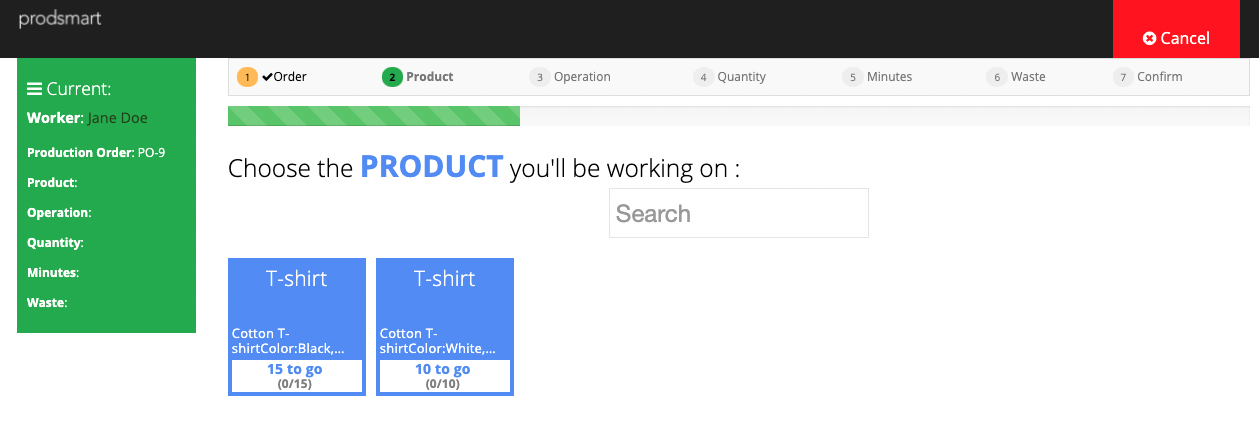 prodsmart
Cancel
Current:
Worker: Jane Doe
Production Order: PO-9
Product:
Operation:
Quantity:
Minutes:
Waste:
1 Order 2 Product 3 Operation 4 Quantity 5 Minutes 6 Waste 7 Confirm
Choose the PRODUCT you'll be working on :
Search
T-shirt
Cotton T-
shirtColor:Black,...
15 to go
(0/15)
T-shirt
Cotton T-
shirtColor:White,...
10 to go
(0/10)